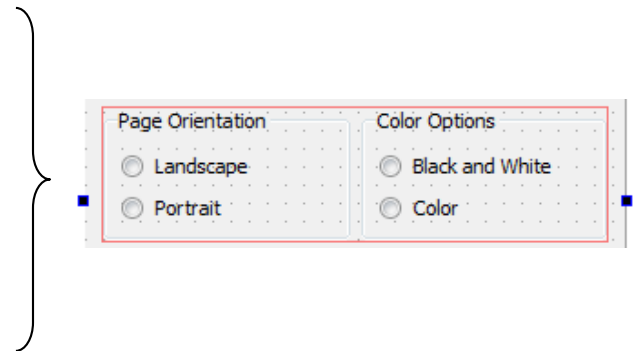 Page Orientation
Landscape
Portrait
Color Options
Black and White
Color